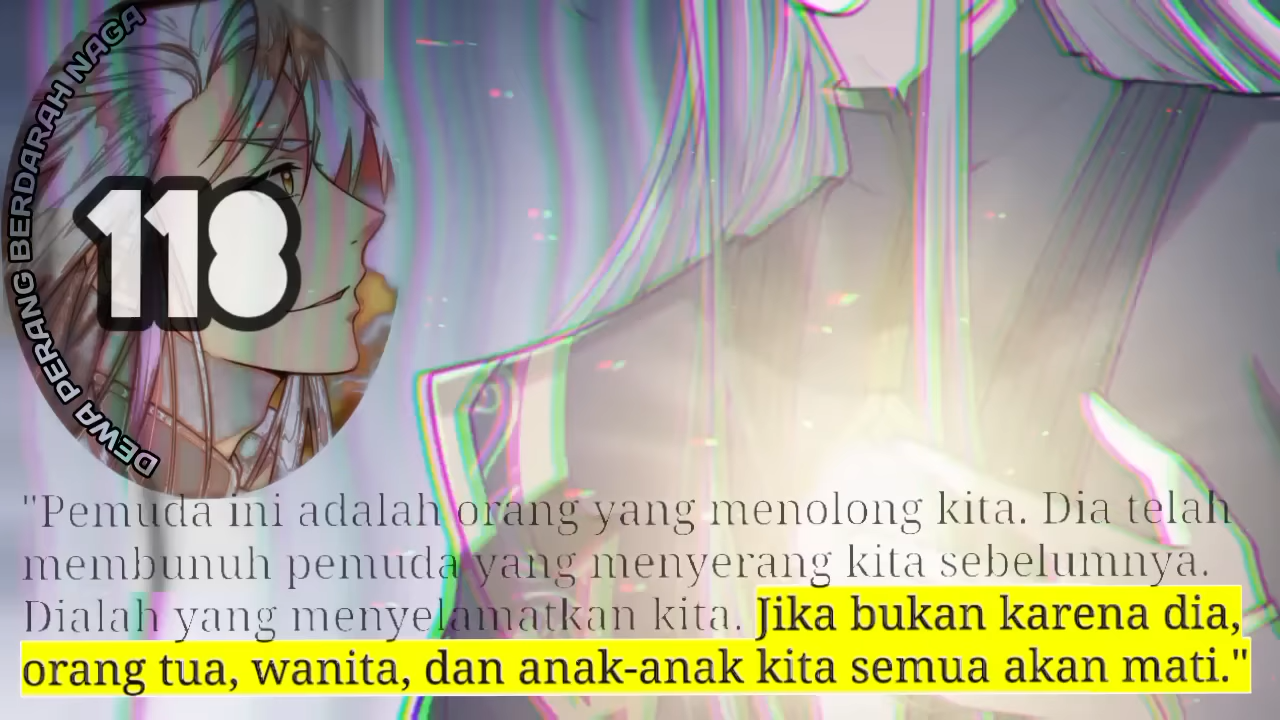 DEWA PERANG BERDARAH NAGA
118
"Pemuda ini adalah orang yang menolong kita. Dia telah
membunuh pemuda yang menyerang kita sebelumnya.
Dialah yang menyelamatkan kita. Jika bukan karena dia,
orang tua, wanita, dan anak-anak kita semua akan mati."